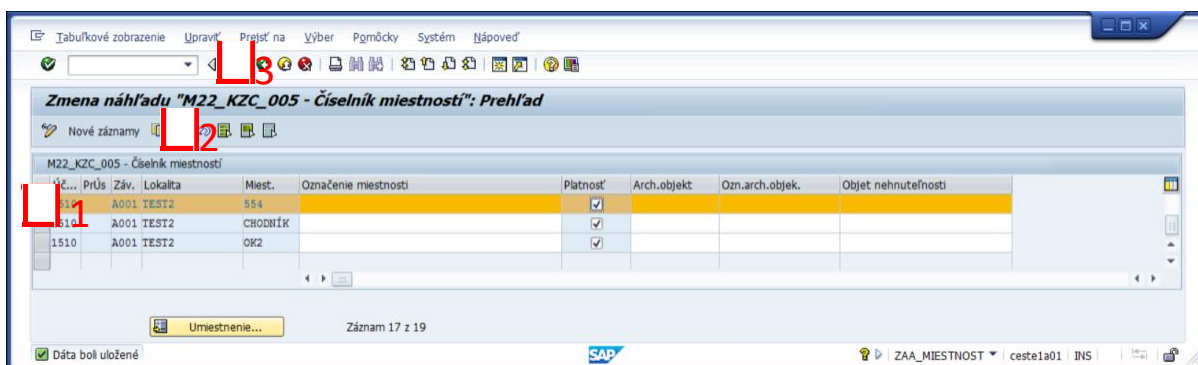 Tabuľkové zobrazenie Upraviť Prejsť na Výber Pomôcky Systém Nápoveď
3
Zmena náhľadu "M22_KZC_005 - Číselník miestností": Prehľad
Nové záznamy 2
M22_KZC_005 - Číselník miestností
Úč... PrÚs Záv. Lokalita Miest. Označenie miestnosti Platnosť Arch.objekt Ozn.arch.objek. Objet nehnuteľnosti
1 510 A001 TEST2 554
510 A001 TEST2 CHODNÍK
1510 A001 TEST2 OK2
Umiestnenie... Záznam 17 z 19
Dáta boli uložené SAP ZAA_MIESTNOST ceste1a01 INS